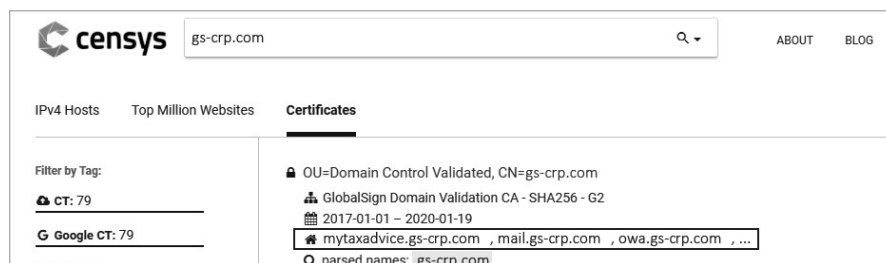 censys gs-crp.com ABOUT BLOG
IPv4 Hosts Top Million Websites Certificates
Filter by Tag:
CT: 79
Google CT: 79
OU=Domain Control Validated, CN=gs-crp.com
GlobalSign Domain Validation CA - SHA256 - G2
2017-01-01 – 2020-01-19
mytaxadvice.gs-crp.com , mail.gs-crp.com , owa.gs-crp.com , ...
parsed names: gs-crp.com